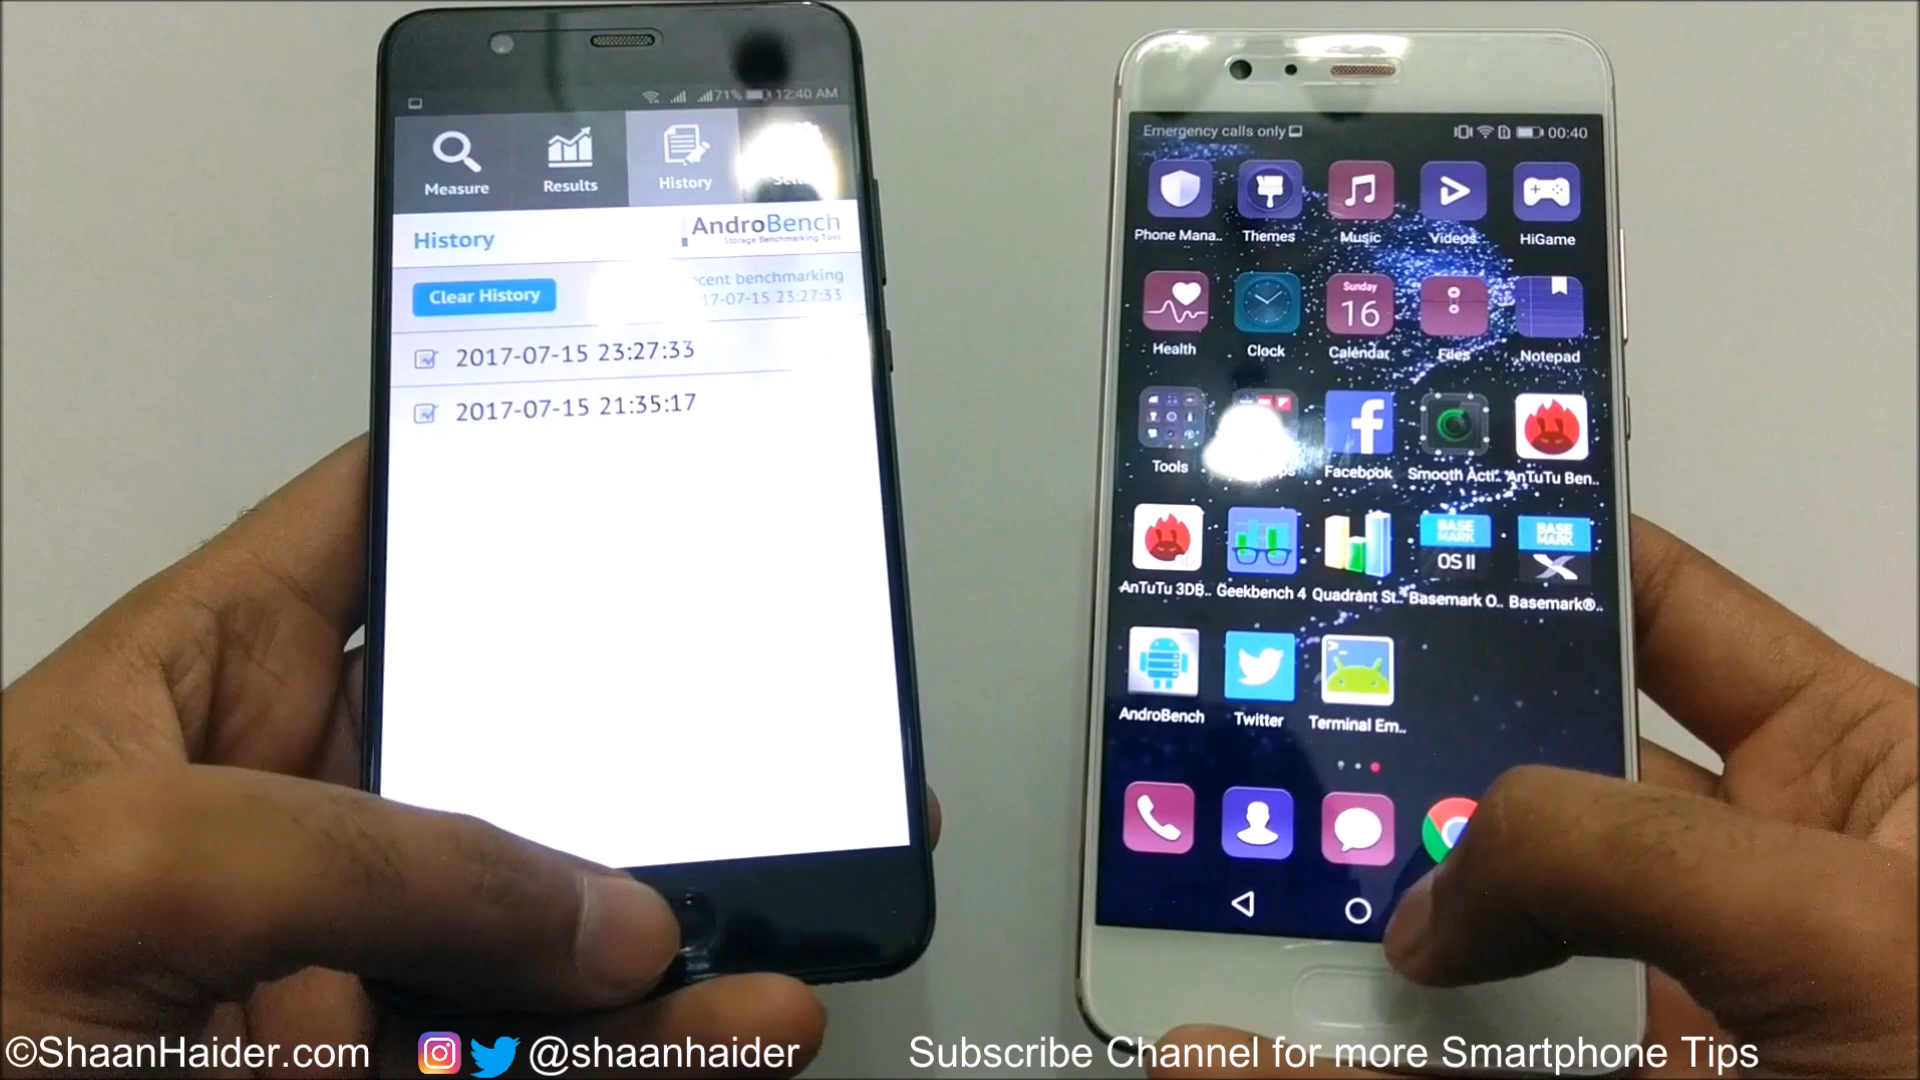 71% 12:40 AM
Measure
Results
History
History
AndroBench
Storage Benchmarking Tool
Clear History
benchmarking
17-07-15 23:27:33
2017-07-15 23:27:33
2017-07-15 21:35:17
Emergency calls only
00:40
Phone Mana..
Themes
Music
Videos
HiGame
Sunday
16
Health
Clock
Calendar
Files
Notepad
Tools
Facebook
Smooth Acti..
AnTuTu Ben..
BASE
MARK
OS II
BASE
MARK
AnTuTu 3DB..
Geekbench 4
Quadrant St..
Basemark O..
Basemark®..
AndroBench
Twitter
Terminal Em..
©ShaanHaider.com
@shaanhaider
Subscribe Channel for more Smartphone Tips